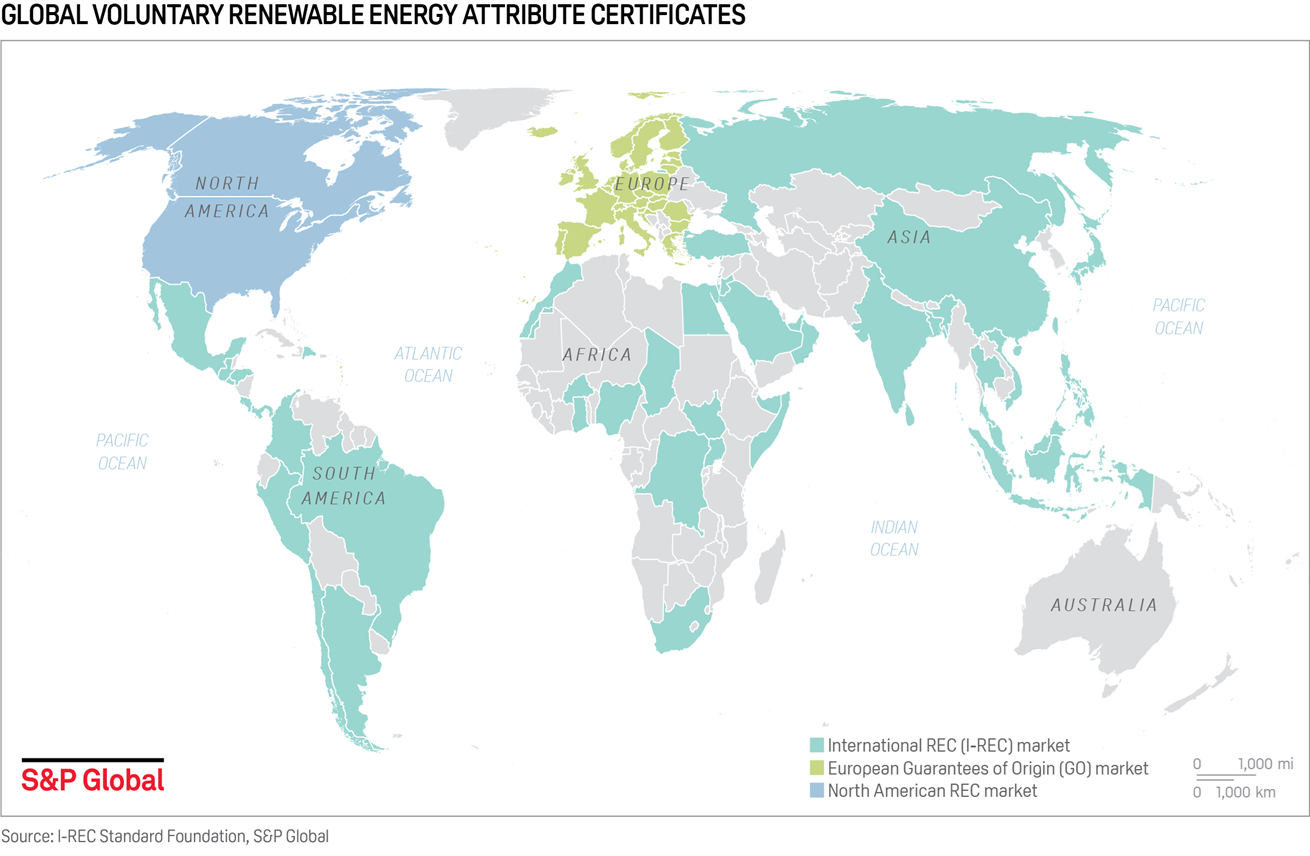 GLOBAL VOLUNTARY RENEWABLE ENERGY ATTRIBUTE CERTIFICATES
NORTH
AMERICA
EUROPE
ASIA
PACIFIC
OCEAN
ATLANTIC
OCEAN
AFRICA
PACIFIC
OCEAN
SOUTH
AMERICA
INDIAN
OCEAN
AUSTRALIA
International REC (I-REC) market
European Guarantees of Origin (GO) market
North American REC market
0 1,000 mi
0 1,000 km
S&P Global
Source: I-REC Standard Foundation, S&P Global